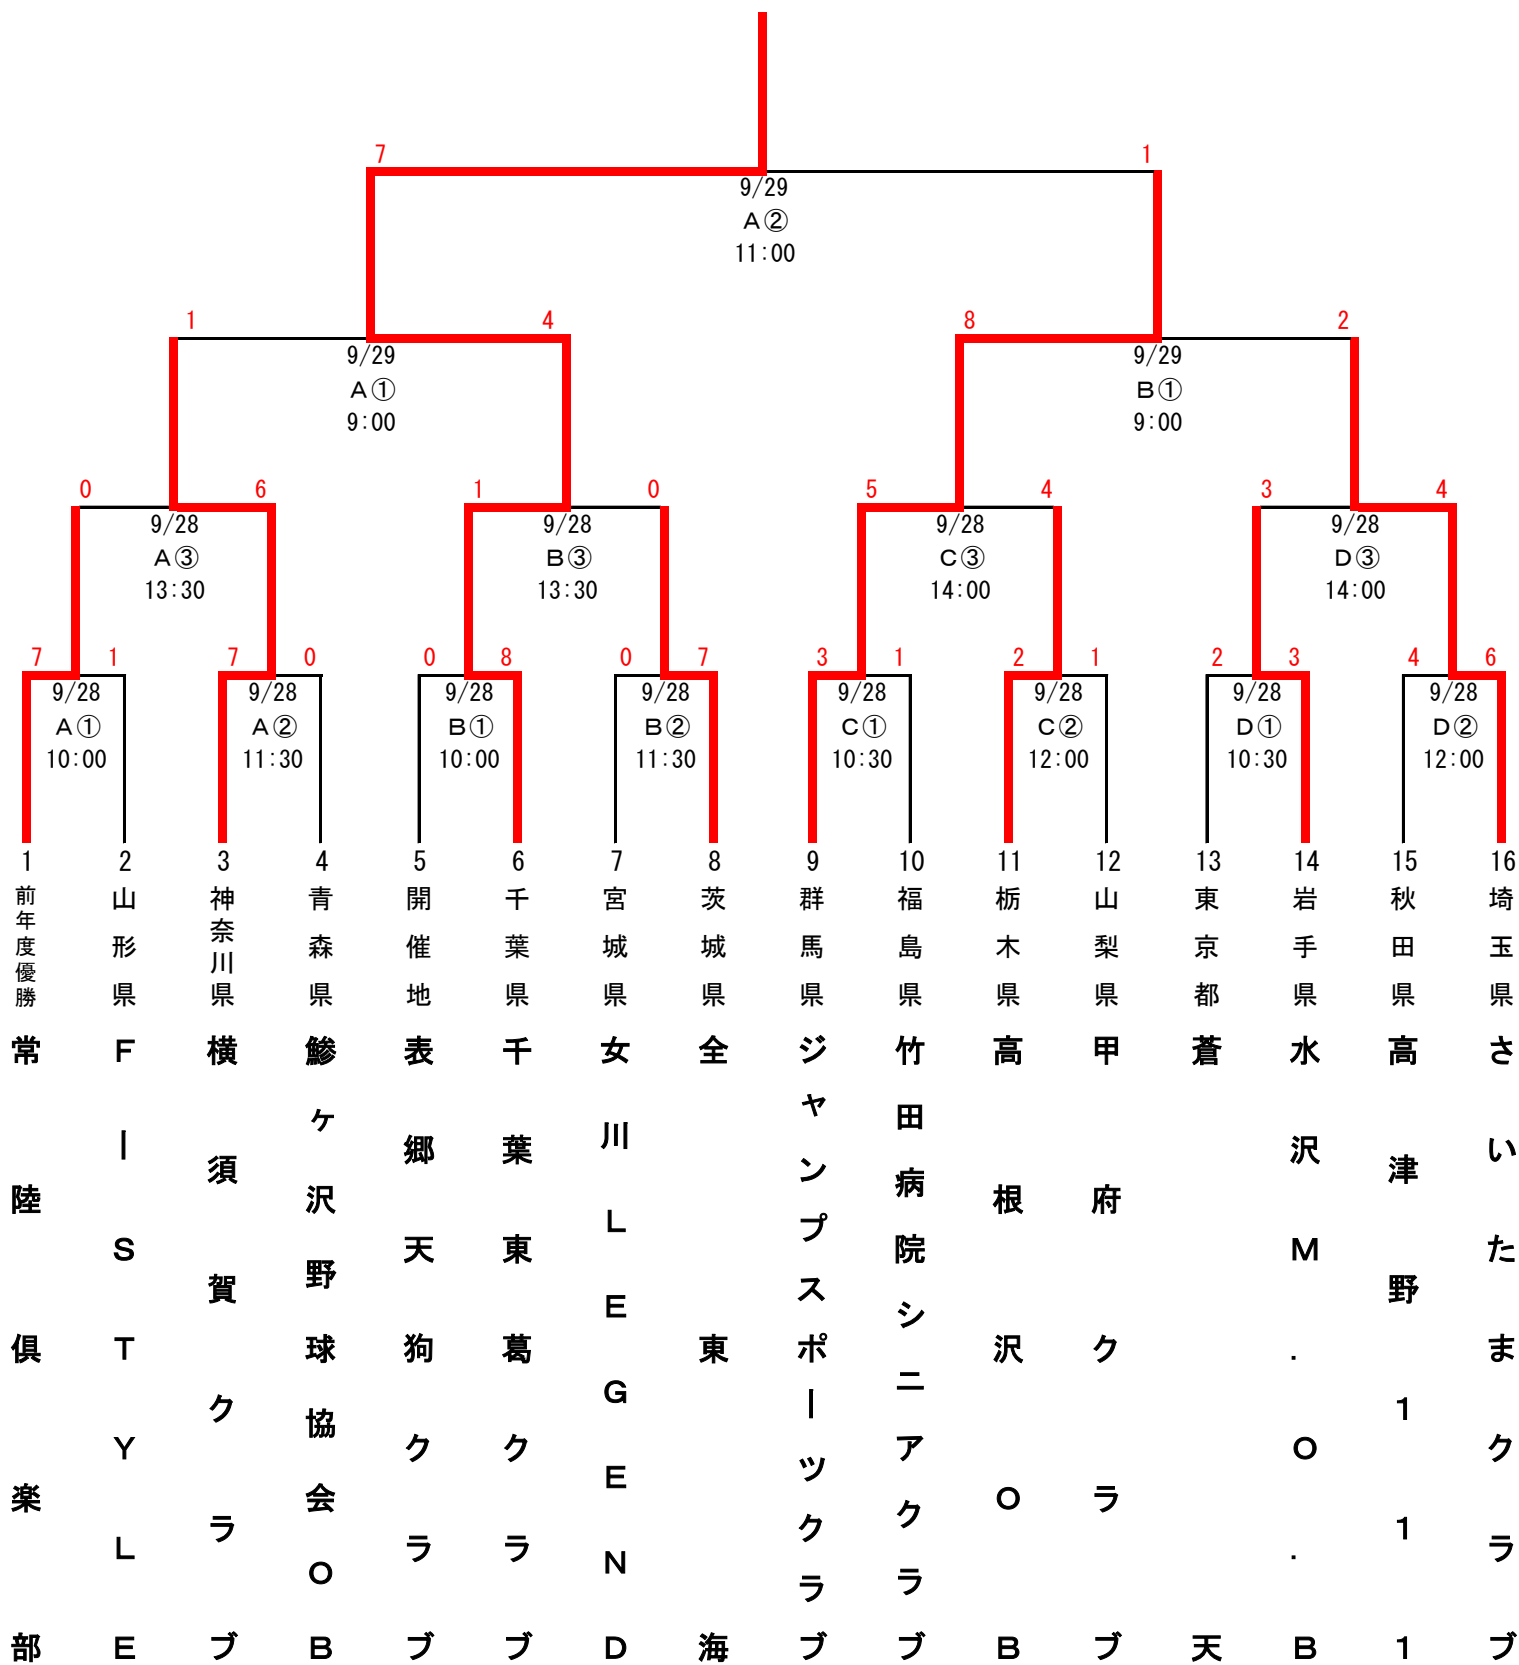 7 1
9/29
A②
11:00
1 4 8 2
9/29 9/29
A① B①
9:00 9:00
0 6 1 0 5 4 3 4
9/28 9/28 9/28 9/28
A③ B③ C③ D③
13:30 13:30 14:00 14:00
7 1 7 0 0 8 0 7 3 1 2 1 2 3 4 6
9/28 9/28 9/28 9/28 9/28 9/28 9/28 9/28
A① A② B① B② C① C② D① D②
10:00 11:30 10:00 11:30 10:30 12:00 10:30 12:00
1 2 3 4 5 6 7 8 9 10 11 12 13 14 15 16
前年度優勝
山形県
神奈川県
青森県
開催地
千葉県
宮城県
茨城県
群馬県
福島県
栃木県
山梨県
東京都
岩手県
秋田県
埼玉県
常陸倶楽部
FーSTYLE
横須賀クラブ
鯵ヶ沢野球協会OB
表郷天狗クラブ
千葉東葛クラブ
女川LEGEND
全東海
ジャンプスポーツクラブ
竹田病院シニアクラブ
高根沢OB
甲府クラブ
蒼天
水沢M.O.B
高津野111
さいたまクラブ